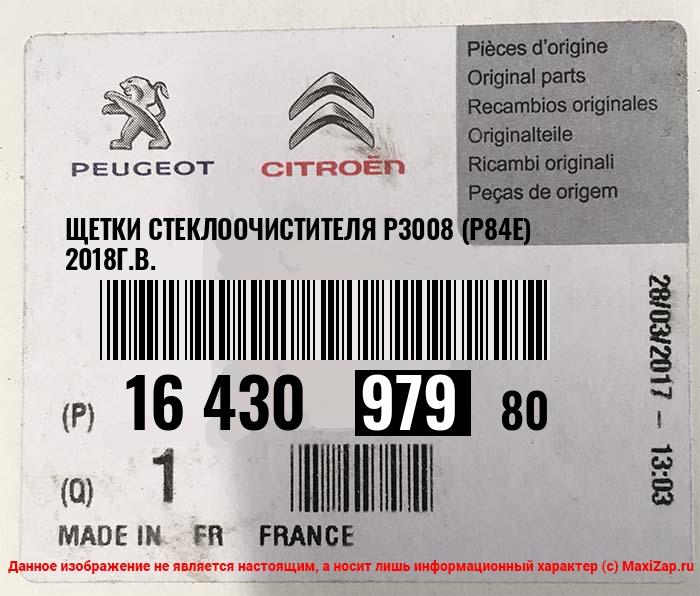 Pièces d'origine
Original parts
Recambios originales
Originalteile
Ricambi originali
Peças de origem
PEUGEOT
CITROËN
ЩЕТКИ СТЕКЛООЧИСТИТЕЛЯ P3008 (P84E)
2018Г.В.
28/03/2017 - 13:03
(P) 16 430 979 80
(Q) 1
MADE IN FR FRANCE
Данное изображение не является настоящим, а носит лишь информационный характер (c) MaxiZap.ru